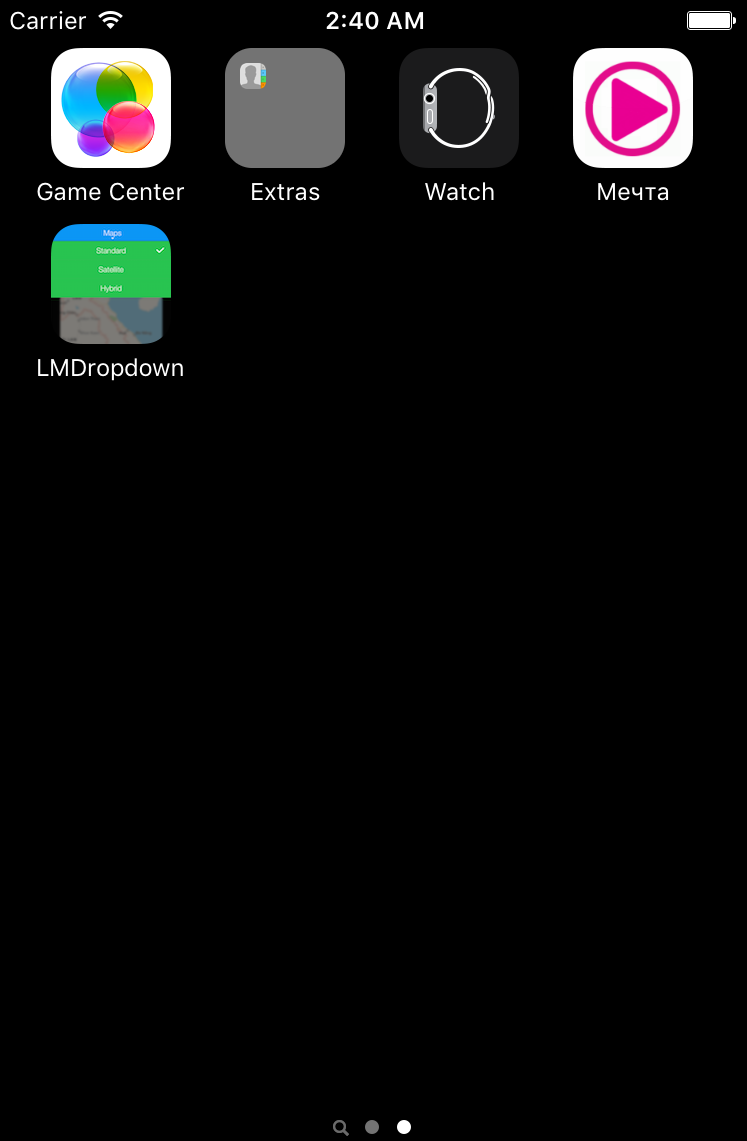 Carrier 2:40 AM
Game Center Extras Watch Мечта
Maps
Standard
Satellite
Hybrid
LMDropdown